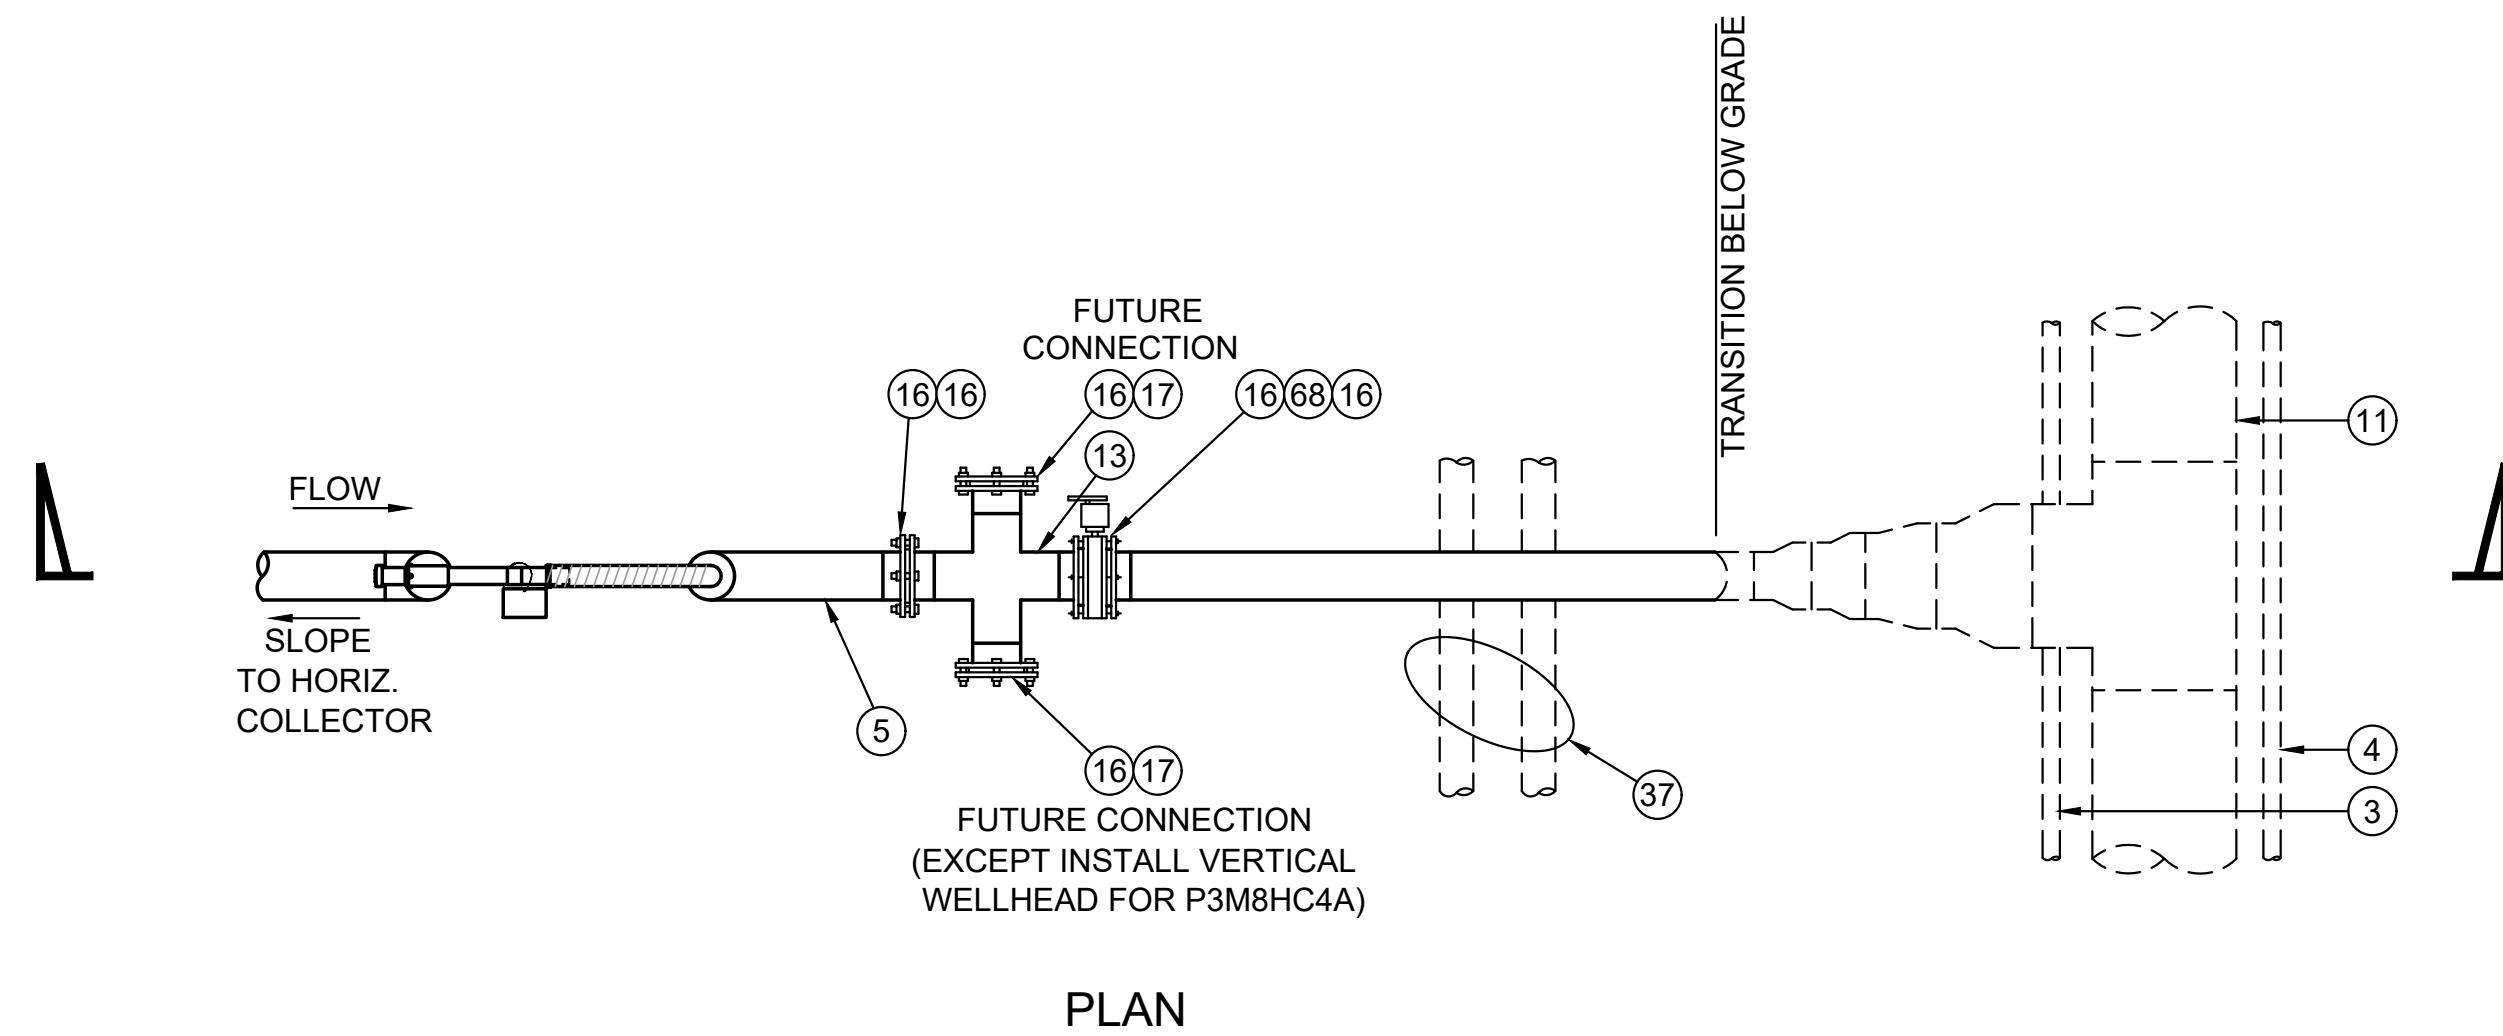 TRANSITION BELOW GRADE
FUTURE
CONNECTION
16 16
16 17
16 68 16
11
13
FLOW
SLOPE
TO HORIZ.
COLLECTOR
5
4
16 17
37
3
FUTURE CONNECTION
(EXCEPT INSTALL VERTICAL
WELLHEAD FOR P3M8HC4A)
PLAN